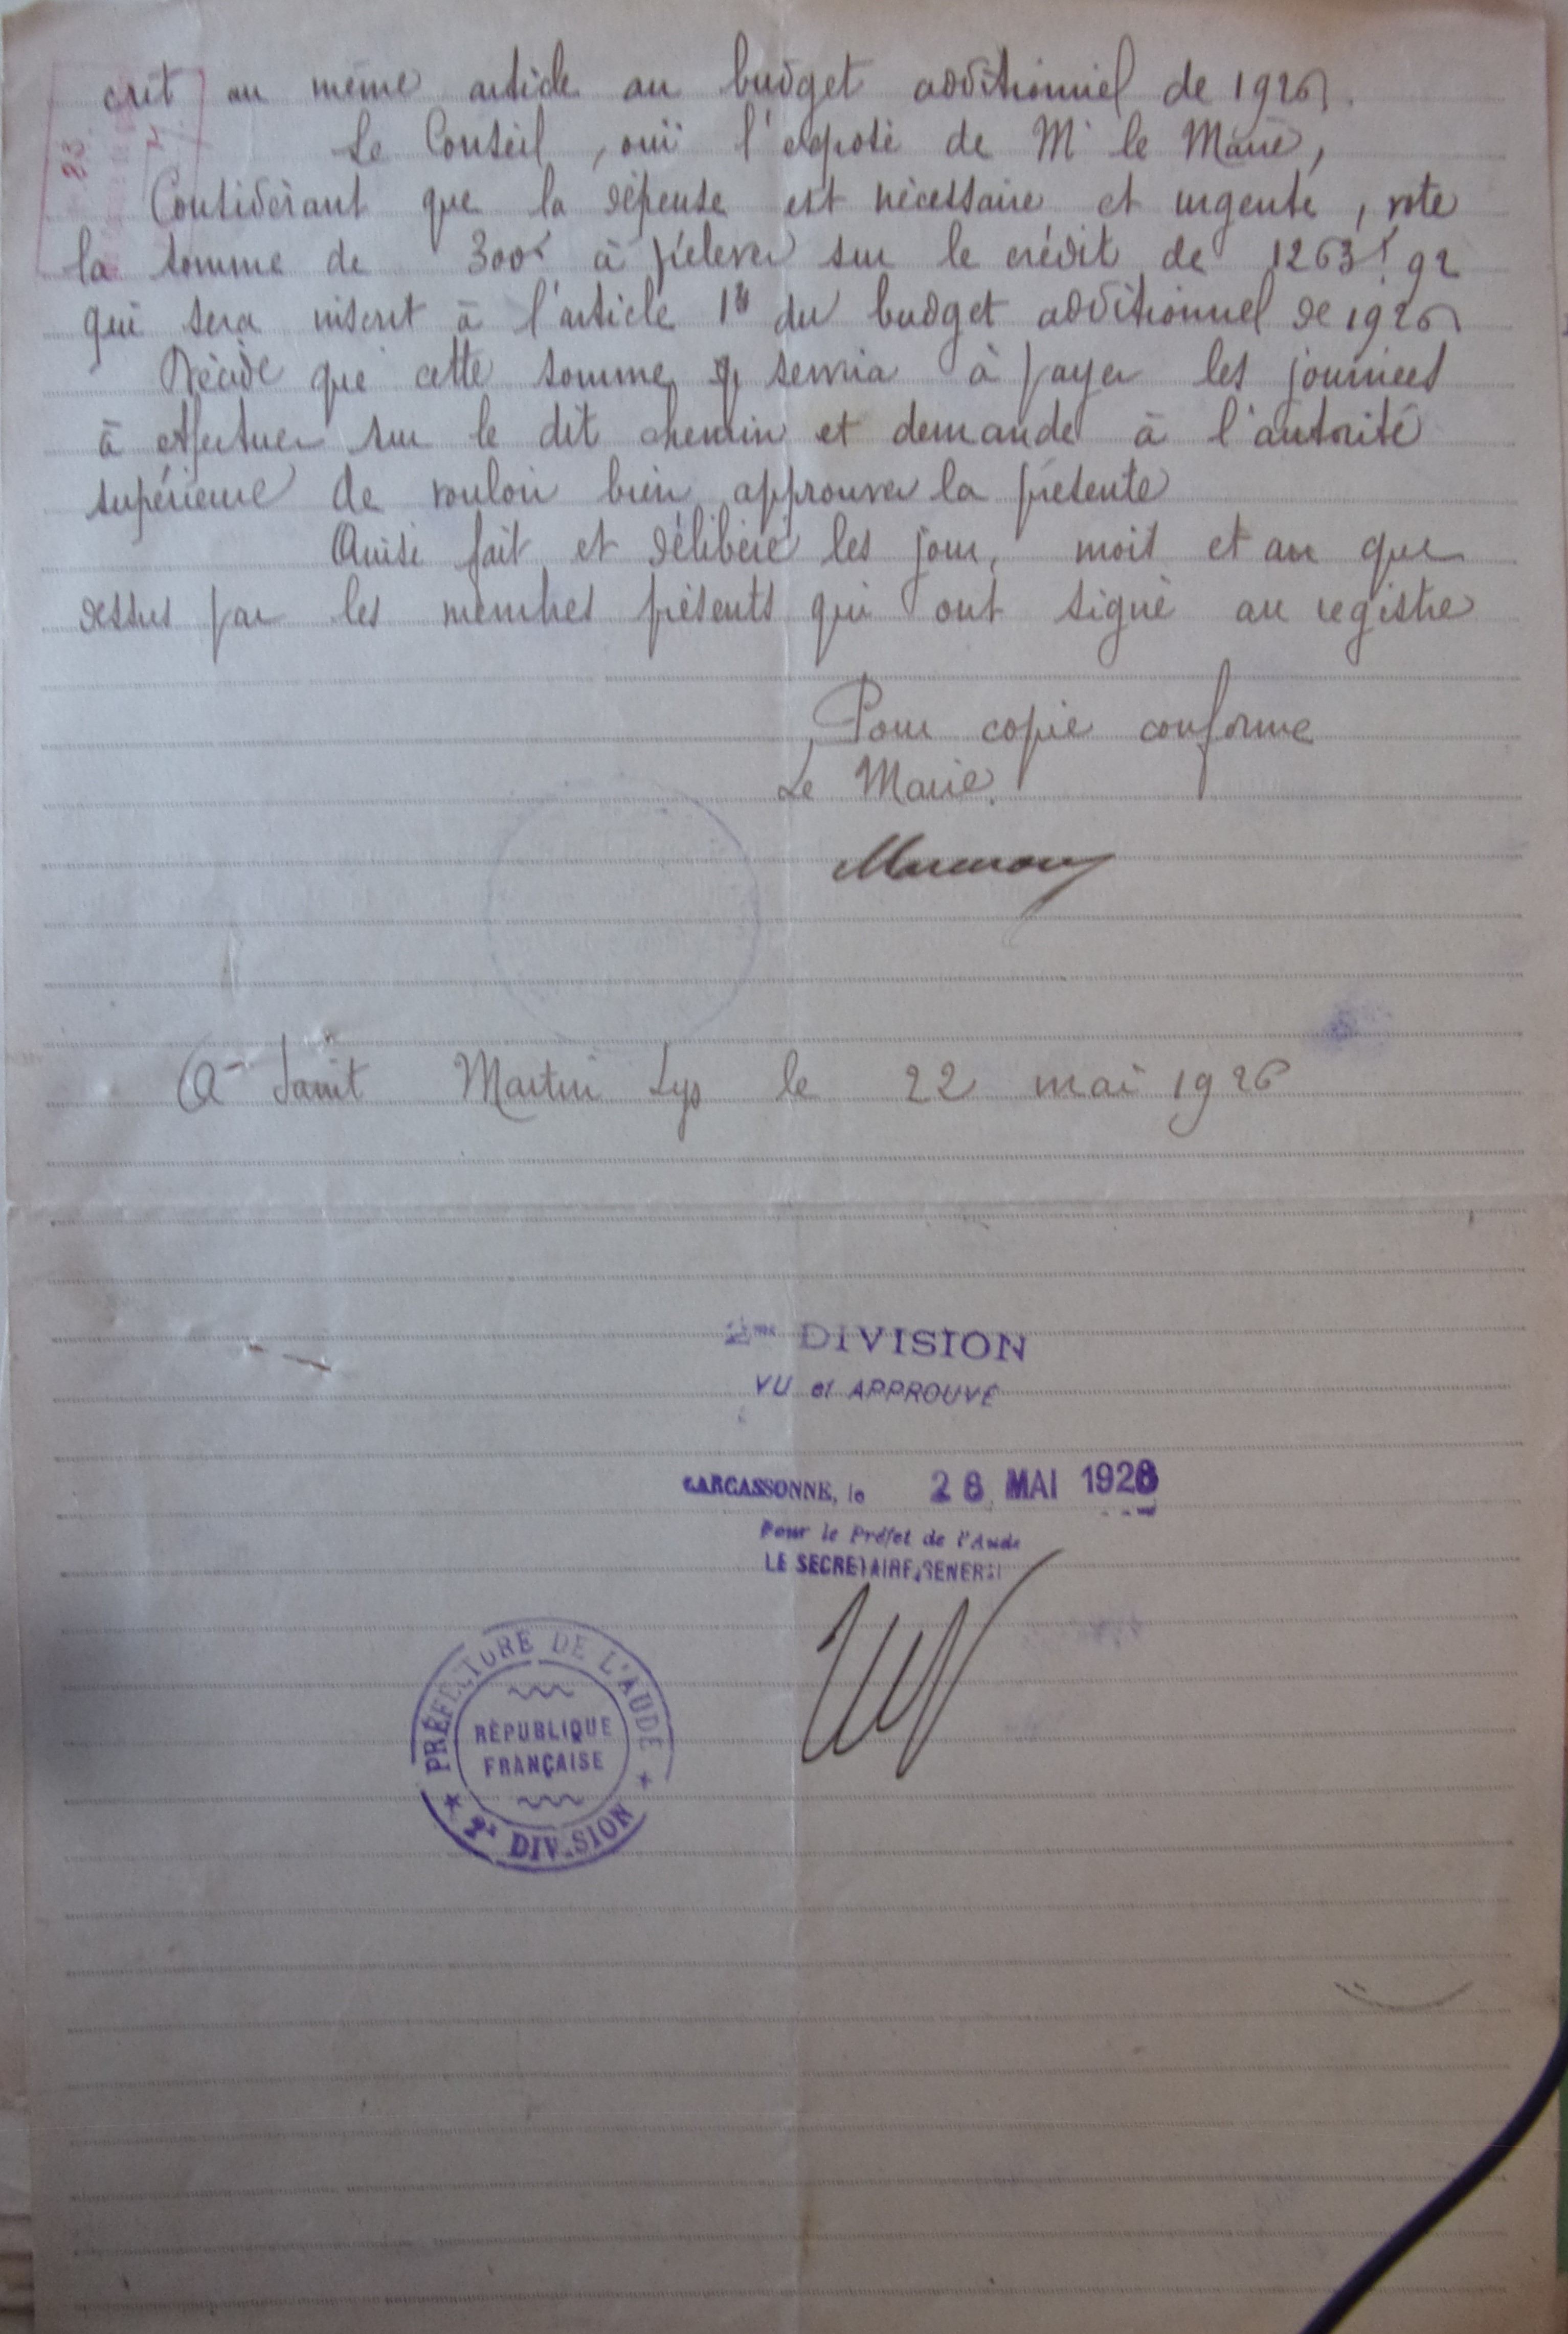 crit au même article au budget additionnel de 1926.
Le Conseil, ouï l'exposé de Mr le Maire,
Considérant que la dépense est nécessaire et urgente, vote
la somme de 300f à prélever sur le crédit de 1263f.92
qui sera inscrit à l'article 1er du budget additionnel de 1926
Décide que cette somme servira à payer les journées
à effectuer sur le dit chemin et demande à l'autorité
supérieure de vouloir bien approuver la présente
Ainsi fait et délibéré les jour, mois et an que
dessus par les membres présents qui ont signé au registre
Pour copie conforme
Le Maire.
A Saint Martin Lys le 22 mai 1926
2me DIVISION
VU et APPROUVÉ
CARCASSONNE, le 28 MAI 1926
Pour le Préfet de l'Aude
LE SECRETAIRE GENERAL
PRÉFECTURE DE L'AUDE
RÉPUBLIQUE
FRANÇAISE
★ 2e DIVISION ★